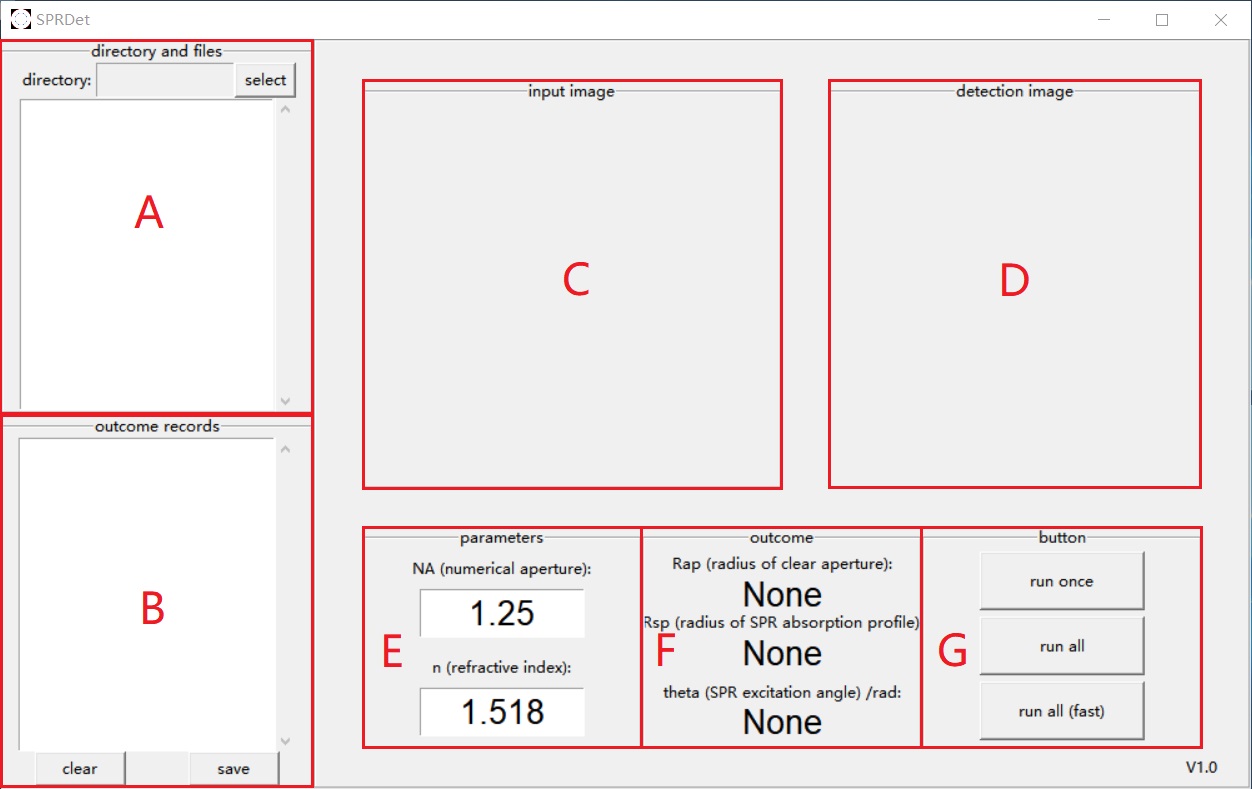 SPRDet
directory and files
directory:
select
A
outcome records
B
clear
save
input image
C
detection image
D
parameters
NA (numerical aperture):
1.25
E
n (refractive index):
1.518
outcome
Rap (radius of clear aperture):
None
Rsp (radius of SPR absorption profile)
None
F
theta (SPR excitation angle) /rad:
None
button
run once
run all
G
run all (fast)
V1.0